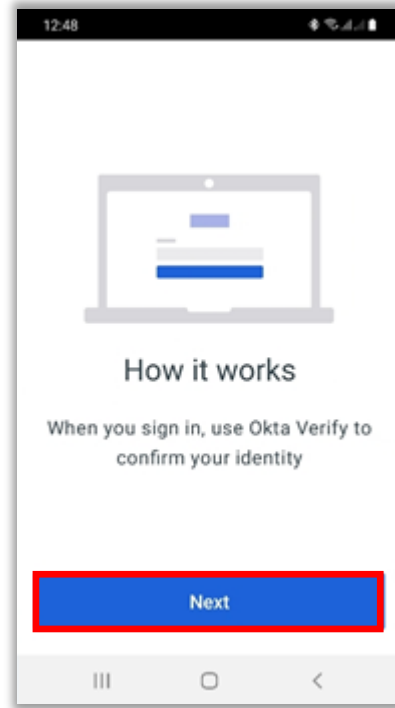 12:48
How it works
When you sign in, use Okta Verify to
confirm your identity
Next